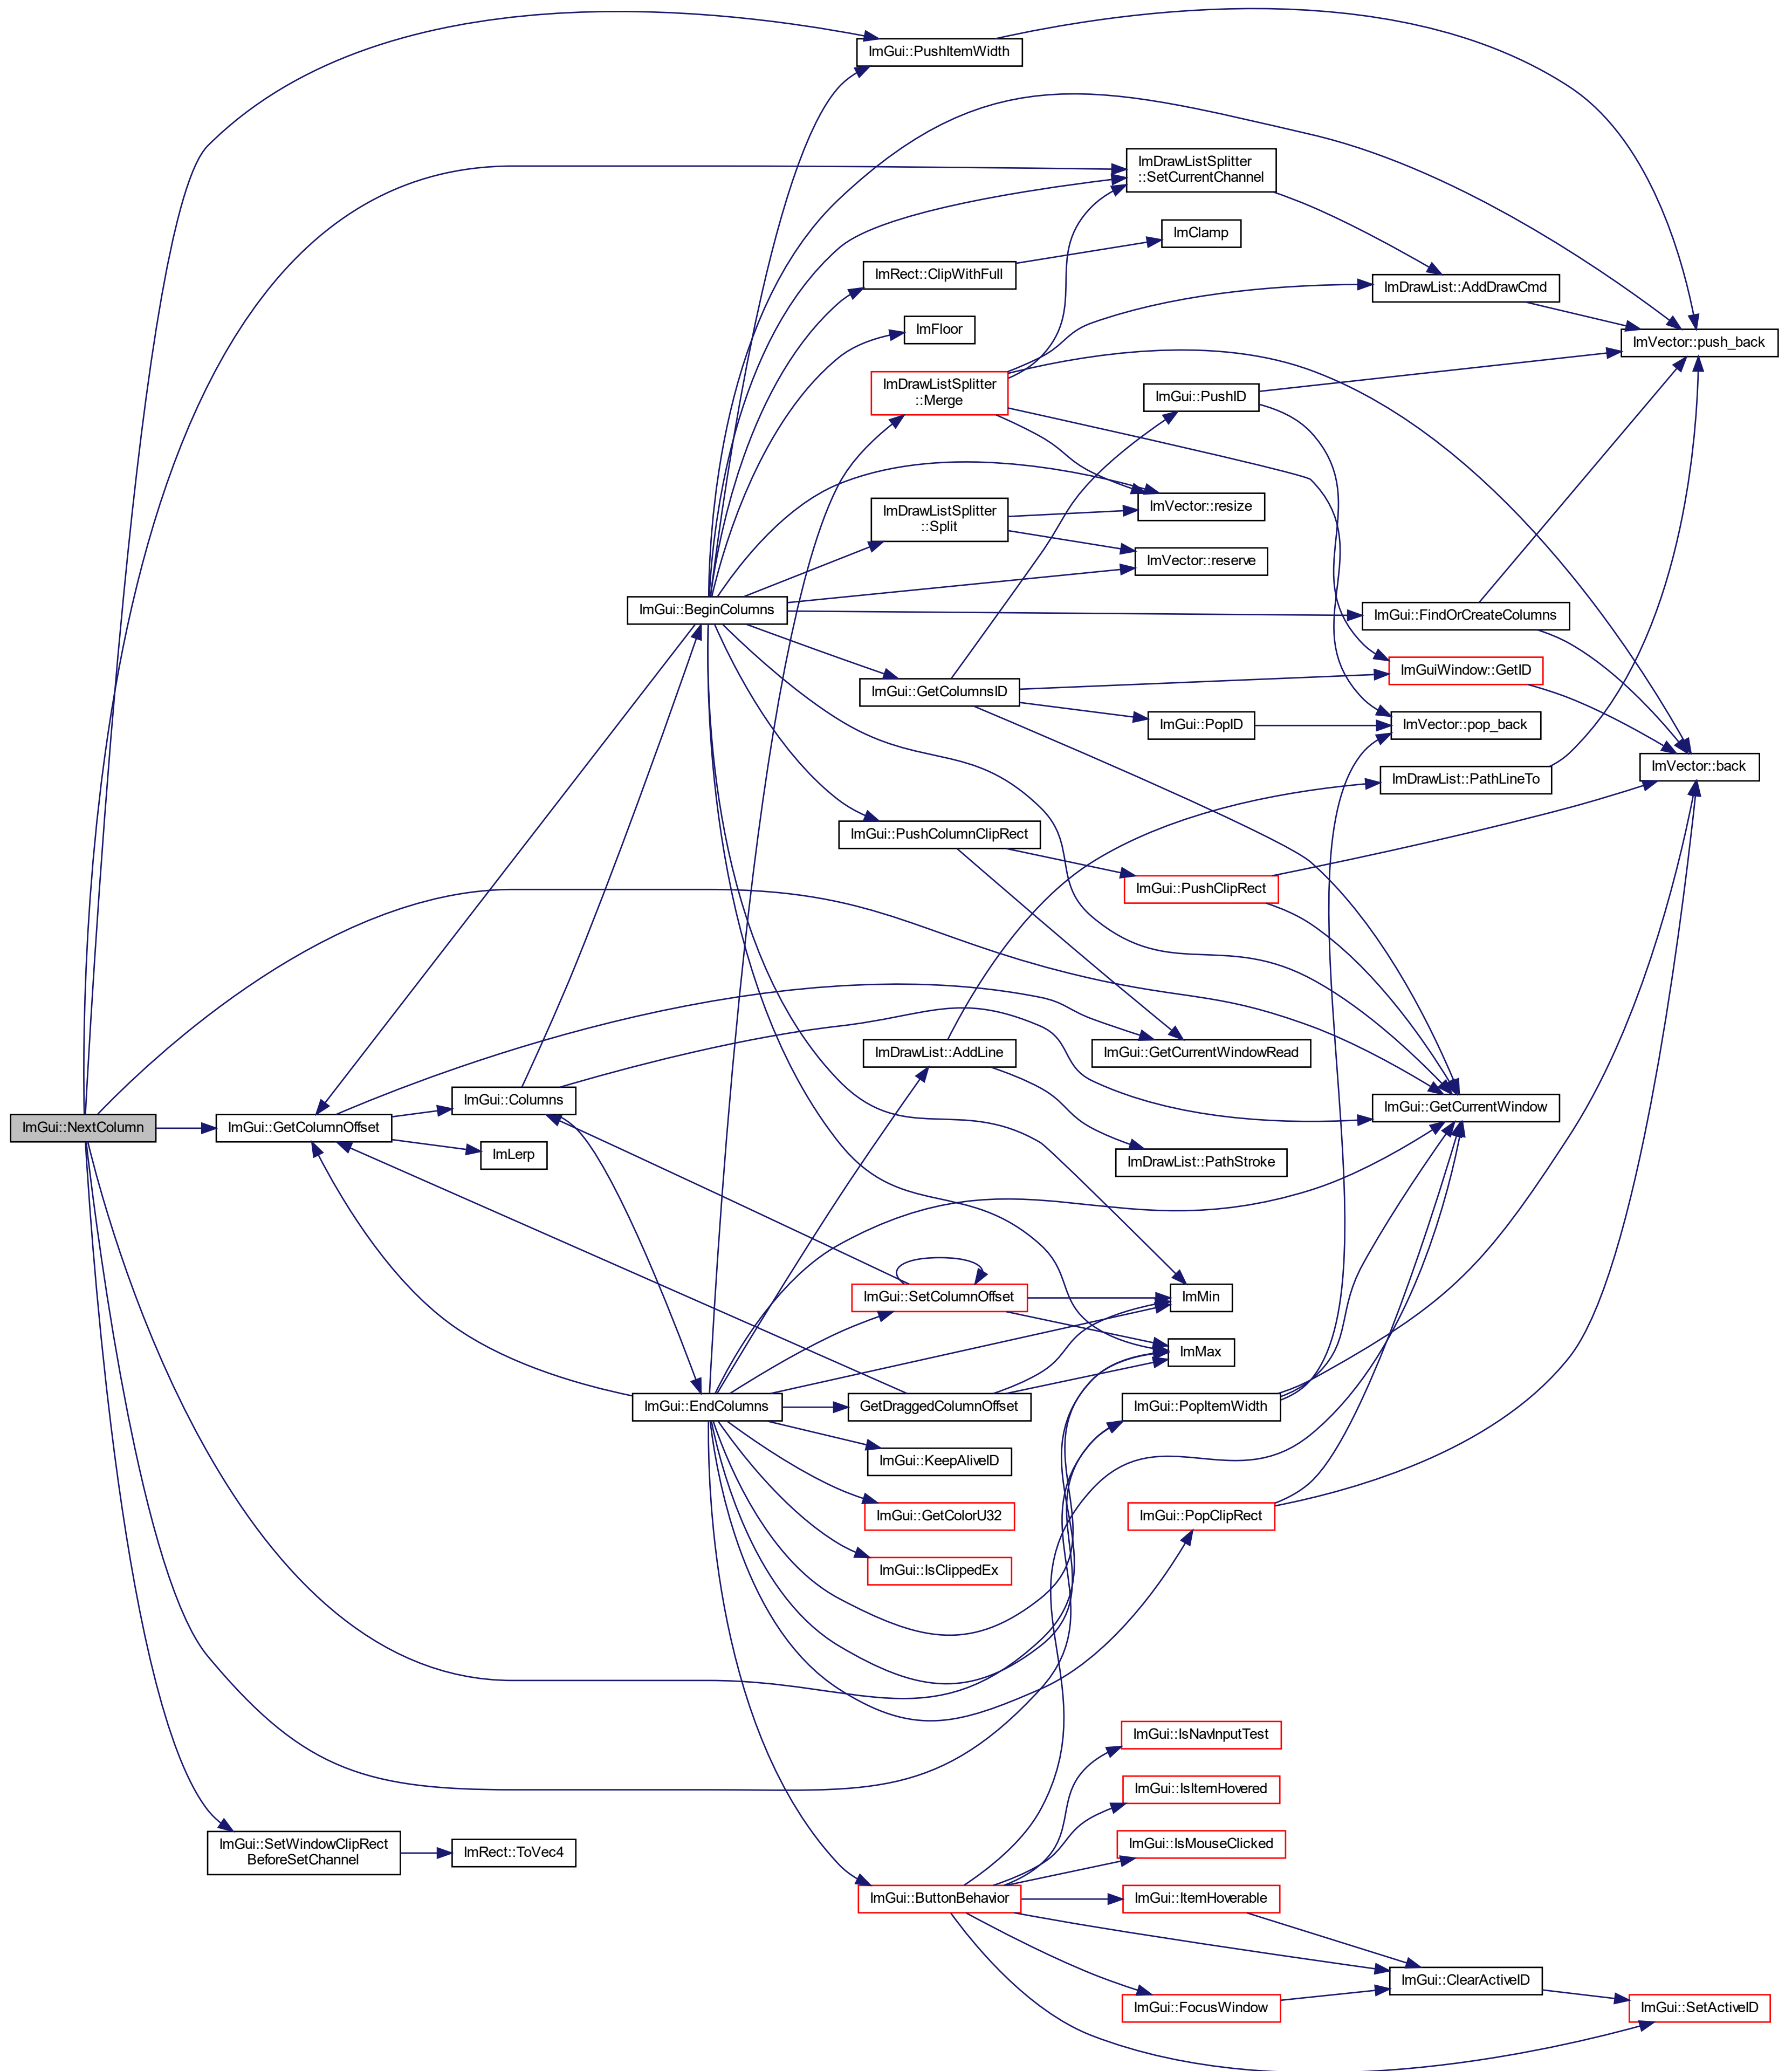 ImGui::PushItemWidth
ImDrawListSplitter
::SetCurrentChannel
ImClamp
ImRect::ClipWithFull
ImDrawList::AddDrawCmd
ImFloor
ImVector::push_back
ImDrawListSplitter
::Merge
ImGui::PushID
ImVector::resize
ImDrawListSplitter
::Split
ImVector::reserve
ImGui::BeginColumns
ImGui::FindOrCreateColumns
ImGuiWindow::GetID
ImGui::GetColumnsID
ImGui::PopID
ImVector::pop_back
ImVector::back
ImDrawList::PathLineTo
ImGui::PushColumnClipRect
ImGui::PushClipRect
ImDrawList::AddLine
ImGui::GetCurrentWindowRead
ImGui::Columns
ImGui::GetCurrentWindow
ImGui::NextColumn
ImGui::GetColumnOffset
ImLerp
ImDrawList::PathStroke
ImGui::SetColumnOffset
ImMin
ImMax
ImGui::EndColumns
GetDraggedColumnOffset
ImGui::PopItemWidth
ImGui::KeepAliveID
ImGui::GetColorU32
ImGui::PopClipRect
ImGui::IsClippedEx
ImGui::IsNavInputTest
ImGui::IsItemHovered
ImGui::IsMouseClicked
ImGui::SetWindowClipRect
BeforeSetChannel
ImRect::ToVec4
ImGui::ButtonBehavior
ImGui::ItemHoverable
ImGui::ClearActiveID
ImGui::FocusWindow
ImGui::SetActiveID